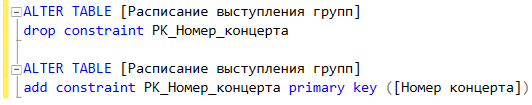 ALTER TABLE [Расписание выступления групп]
drop constraint PK_Номер_концерта
ALTER TABLE [Расписание выступления групп]
add constraint PK_Номер_концерта primary key ([Номер концерта])